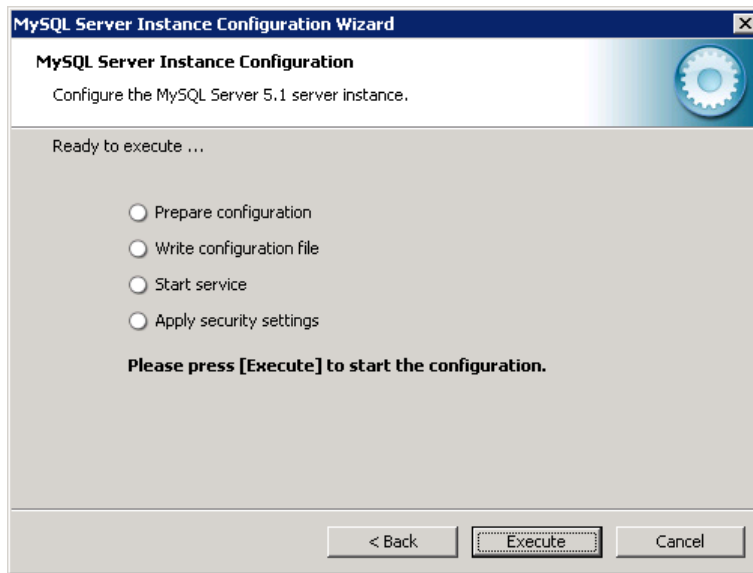 MySQL Server Instance Configuration Wizard
MySQL Server Instance Configuration
Configure the MySQL Server 5.1 server instance.
Ready to execute ...
Prepare configuration
Write configuration file
Start service
Apply security settings
Please press [Execute] to start the configuration.
< Back
Execute
Cancel